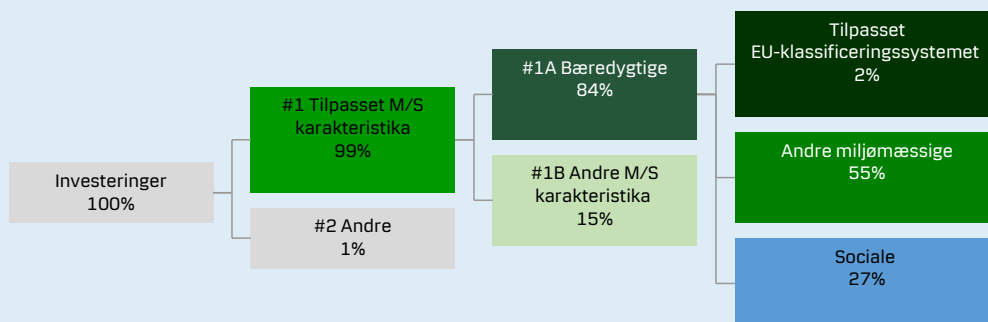 Investeringer
100%
#1 Tilpasset M/S
karakteristika
99%
#2 Andre
1%
#1A Bæredygtige
84%
#1B Andre M/S
karakteristika
15%
Tilpasset
EU-klassificeringssystemet
2%
Andre miljømæssige
55%
Sociale
27%